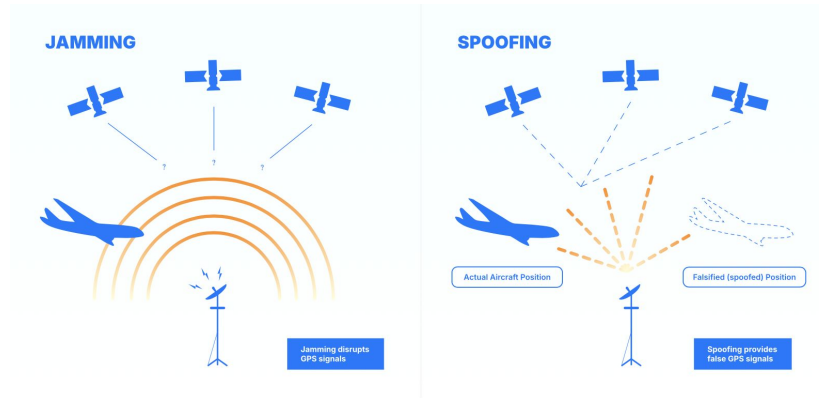 JAMMING
? ? ?
Jamming disrupts
GPS signals
SPOOFING
Actual Aircraft Position
Falsified (spoofed) Position
Spoofing provides
false GPS signals